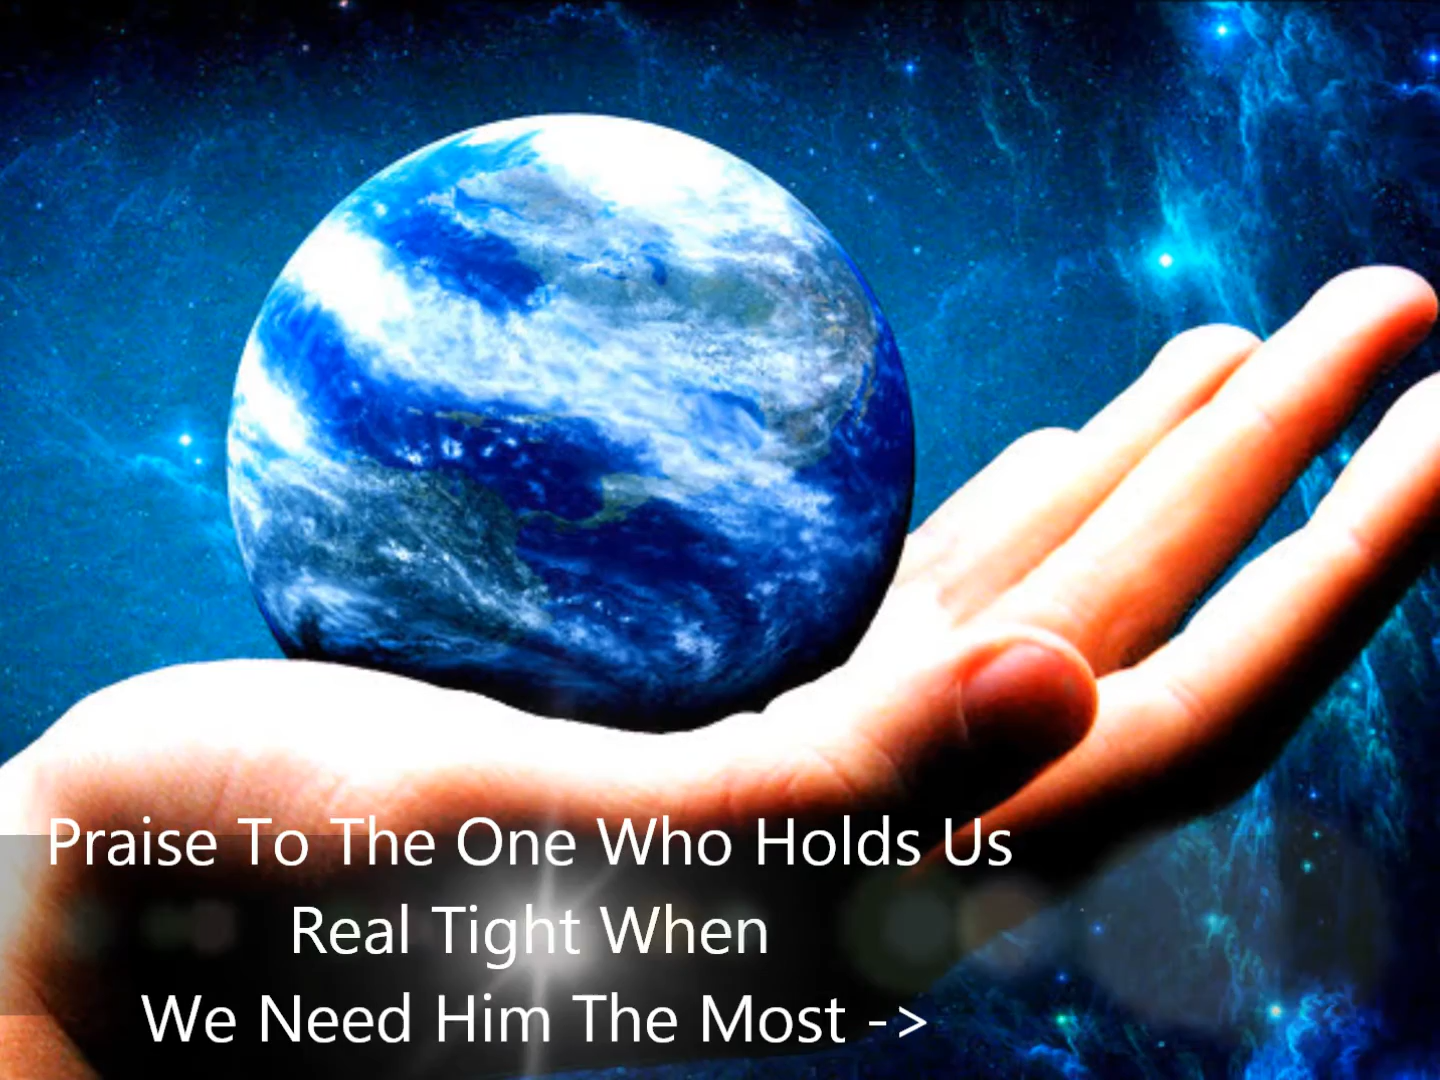 Praise To The One Who Holds Us
Real Tight When
We Need Him The Most ->